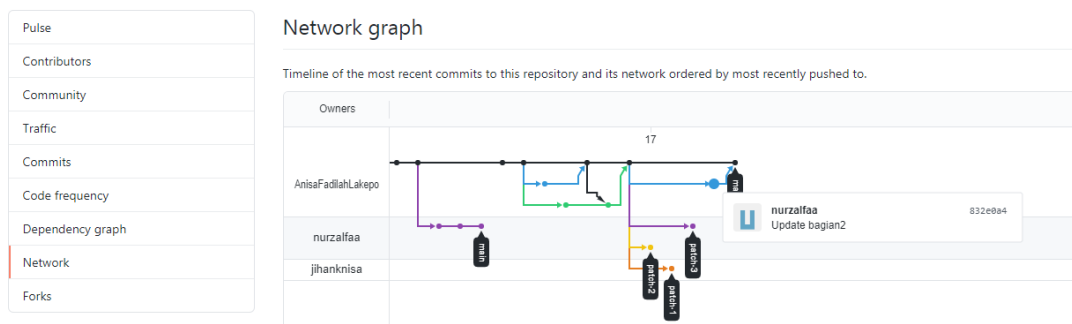 Pulse
Contributors
Community
Traffic
Commits
Code frequency
Dependency graph
Network
Forks
Network graph
Timeline of the most recent commits to this repository and its network ordered by most recently pushed to.
Owners
17
AnisaFadilahLakepo
ma
nurzalfaa
832e0a4
Update bagian2
nurzalfaa
main
patch-3
jihanknisa
patch-2
patch-1